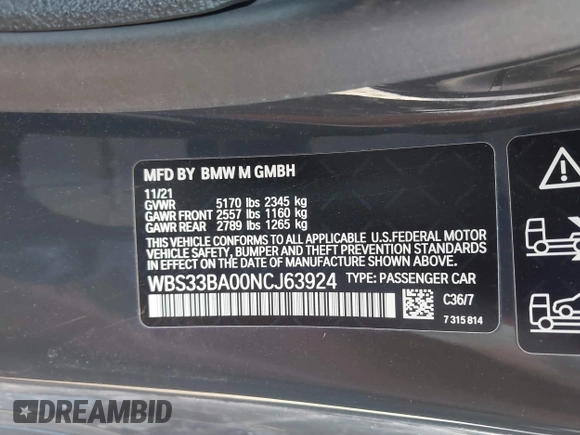 MFD BY BMW M GMBH
11/21
GVWR 5170 lbs 2345 kg
GAWR FRONT 2557 lbs 1160 kg
GAWR REAR 2789 lbs 1265 kg
THIS VEHICLE CONFORMS TO ALL APPLICABLE U.S.FEDERAL MOTOR
VEHICLE SAFETY, BUMPER AND THEFT PREVENTION STANDARDS
IN EFFECT ON THE DATE OF MANUFACTURE SHOWN ABOVE.
WBS33BA00NCJ63924 TYPE: PASSENGER CAR
C36/7
7 315 814
DREAMBID